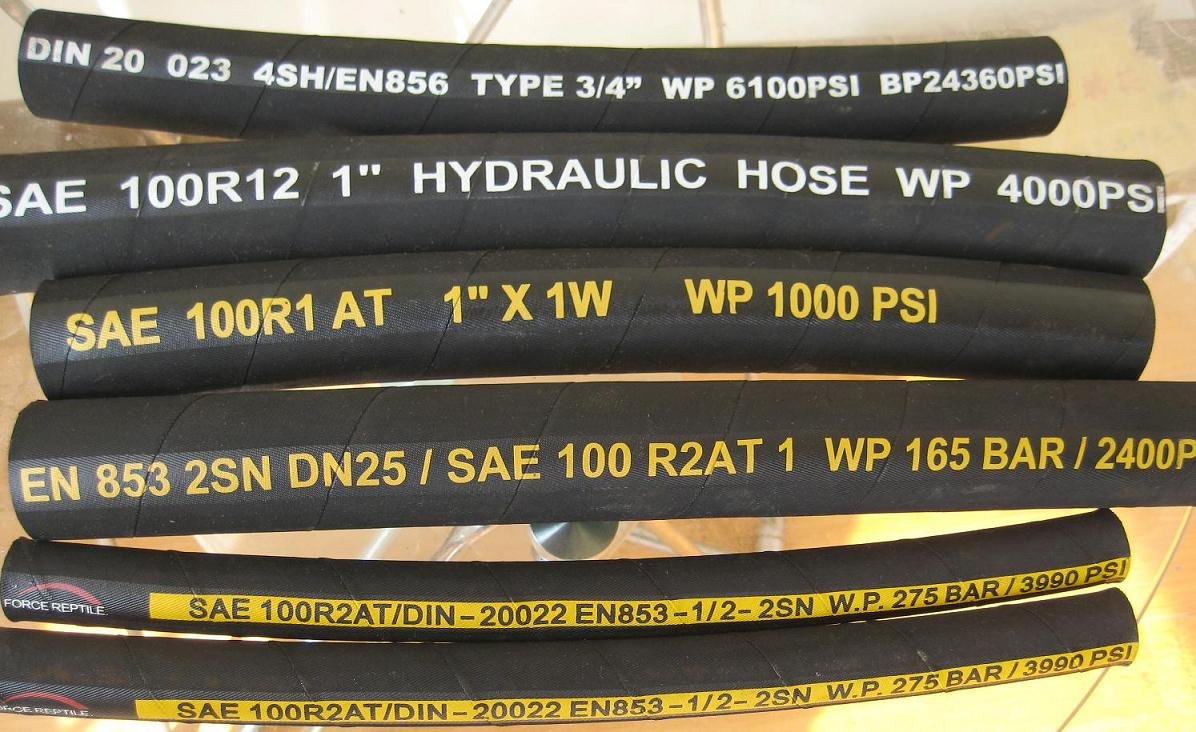 DIN 20 023 4SH/EN856 TYPE 3/4” WP 6100PSI BP24360PSI
SAE 100R12 1" HYDRAULIC HOSE WP 4000PSI
SAE 100R1 AT 1" X 1W WP 1000 PSI
EN 853 2SN DN25 / SAE 100 R2AT 1 WP 165 BAR / 2400P
FORCE REPTILE
SAE 100R2AT/DIN-20022 EN853-1/2-2SN W.P. 275 BAR / 3990 PSI
FORCE REPTILE
SAE 100R2AT/DIN-20022 EN853-1/2-2SN W.P. 275 BAR / 3990 PSI